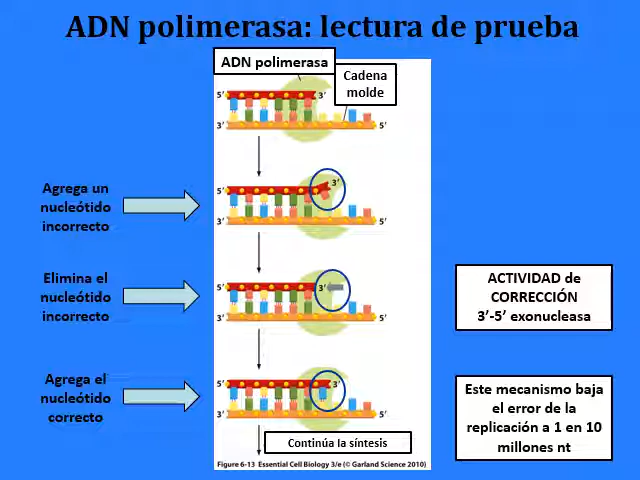 ADN polimerasa: lectura de prueba
ADN polimerasa
Cadena
molde
5’ 3’
3’ 5’
Agrega un
nucleótido
incorrecto
5’ 3’
3’ 5’
Elimina el
nucleótido
incorrecto
5’ 3’
3’ 5’
ACTIVIDAD de
CORRECCIÓN
3’-5’ exonucleasa
Agrega el
nucleótido
correcto
5’ 3’
3’ 5’
Este mecanismo baja
el error de la
replicación a 1 en 10
millones nt
Continúa la síntesis
Figure 6-13 Essential Cell Biology 3/e (© Garland Science 2010)